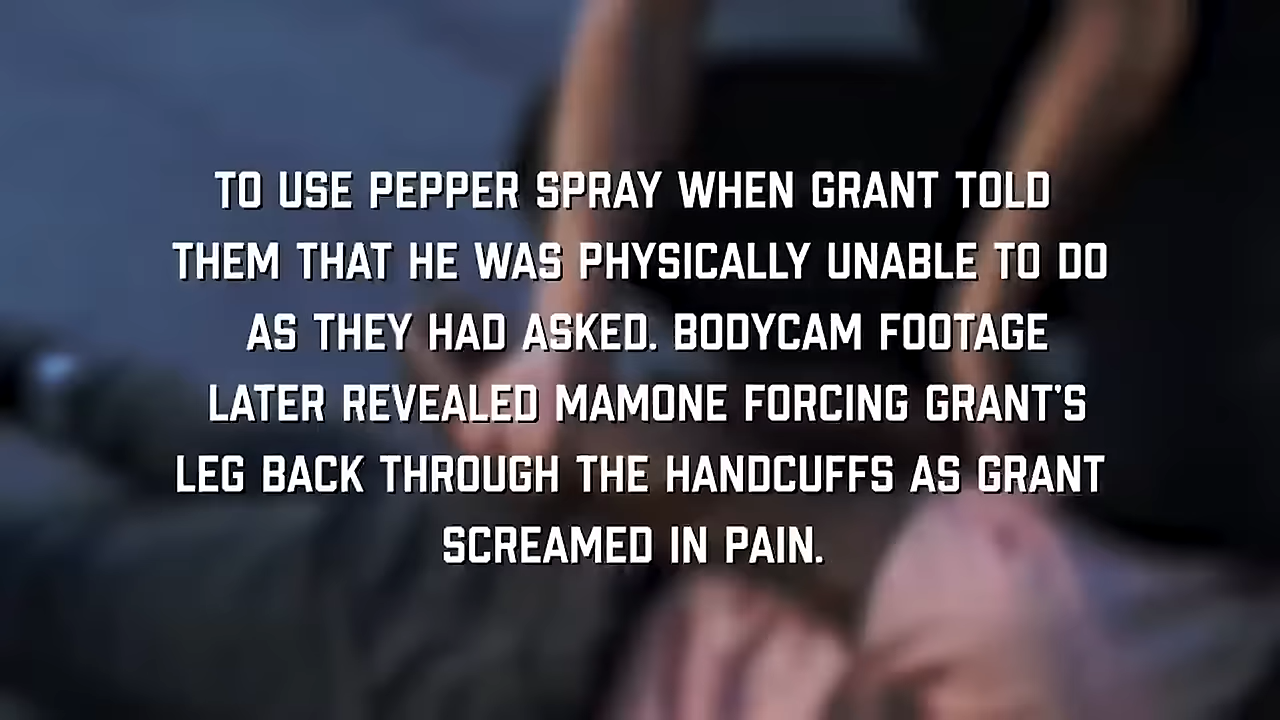 TO USE PEPPER SPRAY WHEN GRANT TOLD
THEM THAT HE WAS PHYSICALLY UNABLE TO DO
AS THEY HAD ASKED. BODYCAM FOOTAGE
LATER REVEALED MAMONE FORCING GRANT'S
LEG BACK THROUGH THE HANDCUFFS AS GRANT
SCREAMED IN PAIN.